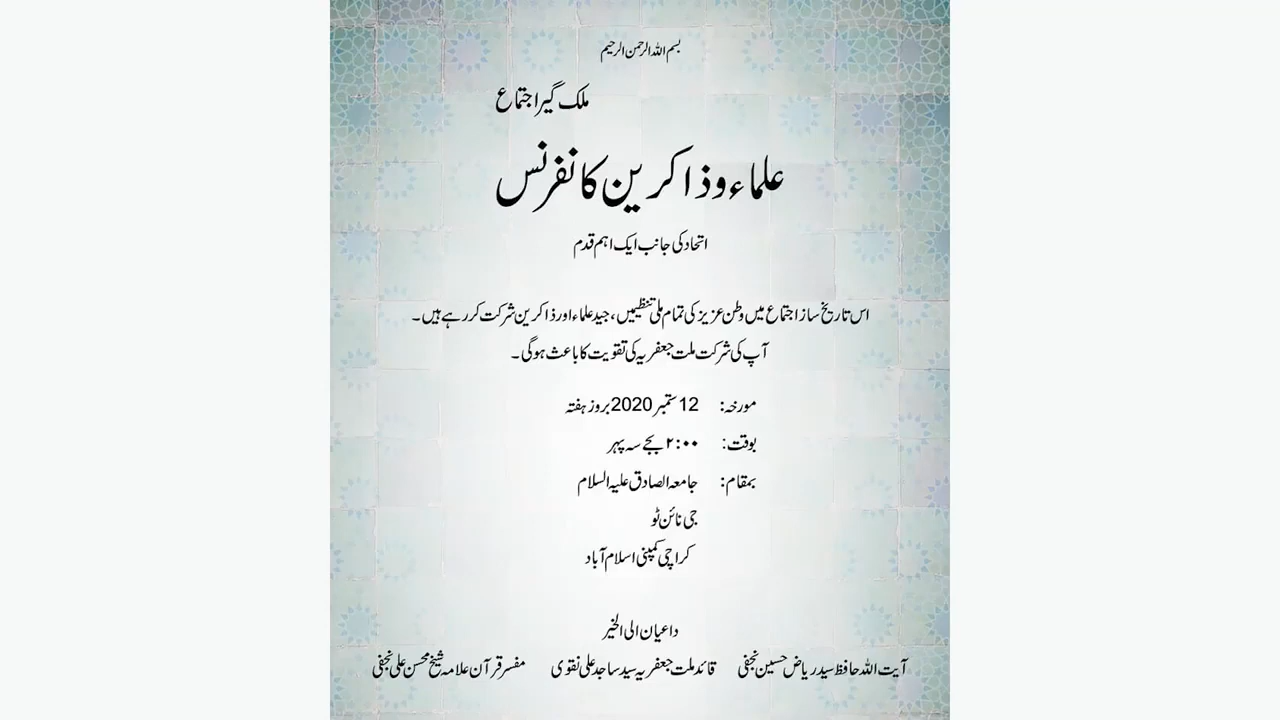 بسم اللہ الرحمن الرحیم
ملک گیر اجتماع
علماء و ذاکرین کانفرنس
اتحاد کی جانب ایک اہم قدم
اس تاریخ ساز اجتماع میں وطن عزیز کی تمام ملی تنظیمیں، جید علماء اور ذاکرین شرکت کر رہے ہیں۔
آپ کی شرکت ملت جعفریہ کی تقویت کا باعث ہوگی۔
مورخہ: 12 ستمبر 2020 بروز ہفتہ
بوقت: ۲:۰۰ بجے سہ پہر
بمقام: جامعہ الصادق علیہ السلام
جی نائن ٹو
کراچی کمپنی اسلام آباد
داعیان الی الخیر
آیت اللہ حافظ سید ریاض حسین نجفی قائد ملت جعفریہ سید ساجد علی نقوی مفسر قرآن علامہ شیخ محسن علی نجفی